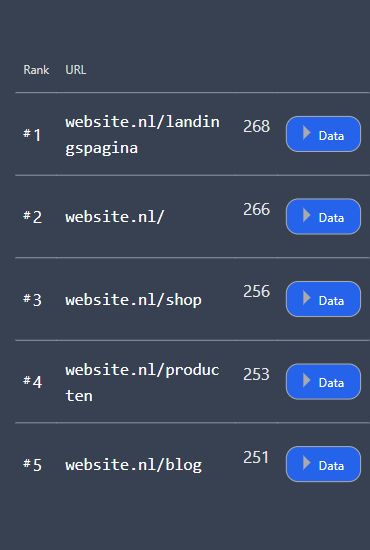 Rank URL
#1 website.nl/landin 268 Data
gspagina
#2 website.nl/ 266 Data
#3 website.nl/shop 256 Data
#4 website.nl/produc 253 Data
ten
#5 website.nl/blog 251 Data